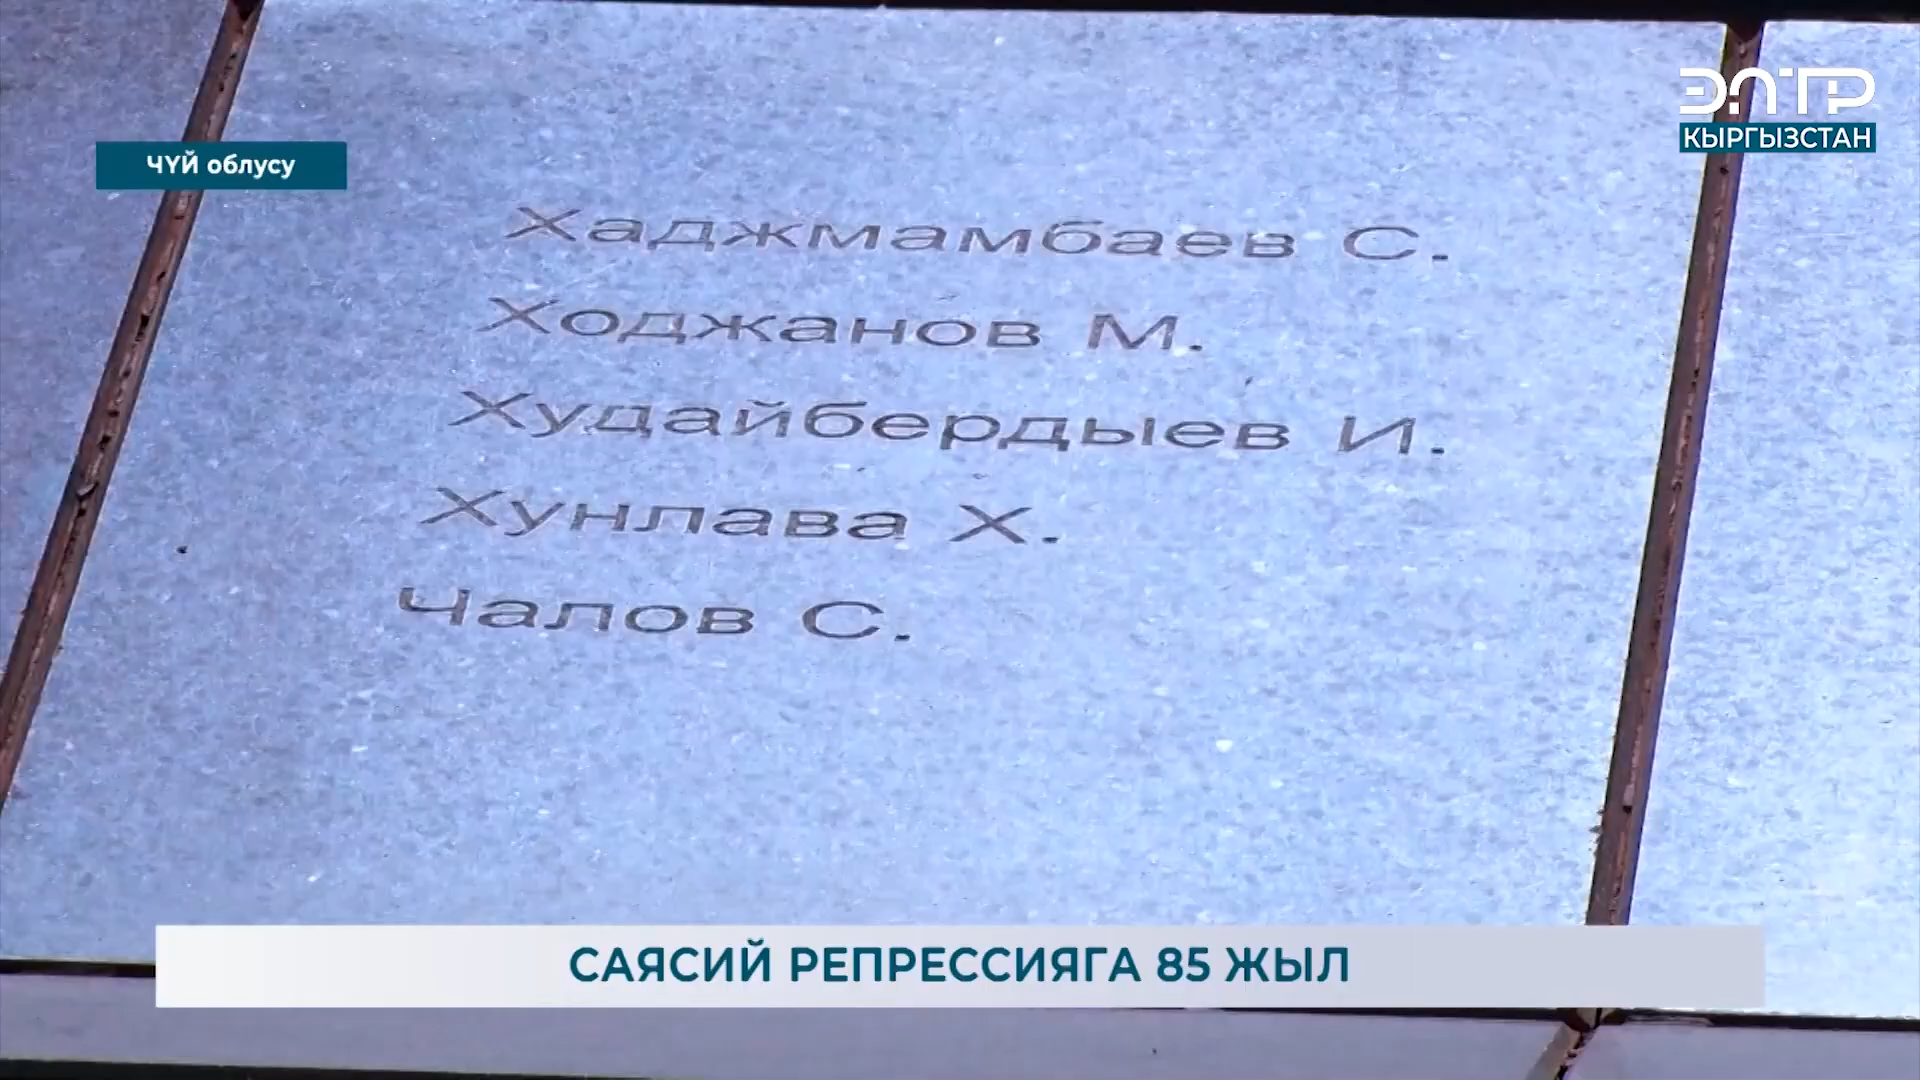 ЭЛТР
КЫРГЫЗСТАН
ЧҮЙ облусу
Хаджмамбаев С.
Ходжанов М.
Худайбердыев И.
Хунлава Х.
Чалов С.
САЯСИЙ РЕПРЕССИЯГА 85 ЖЫЛ